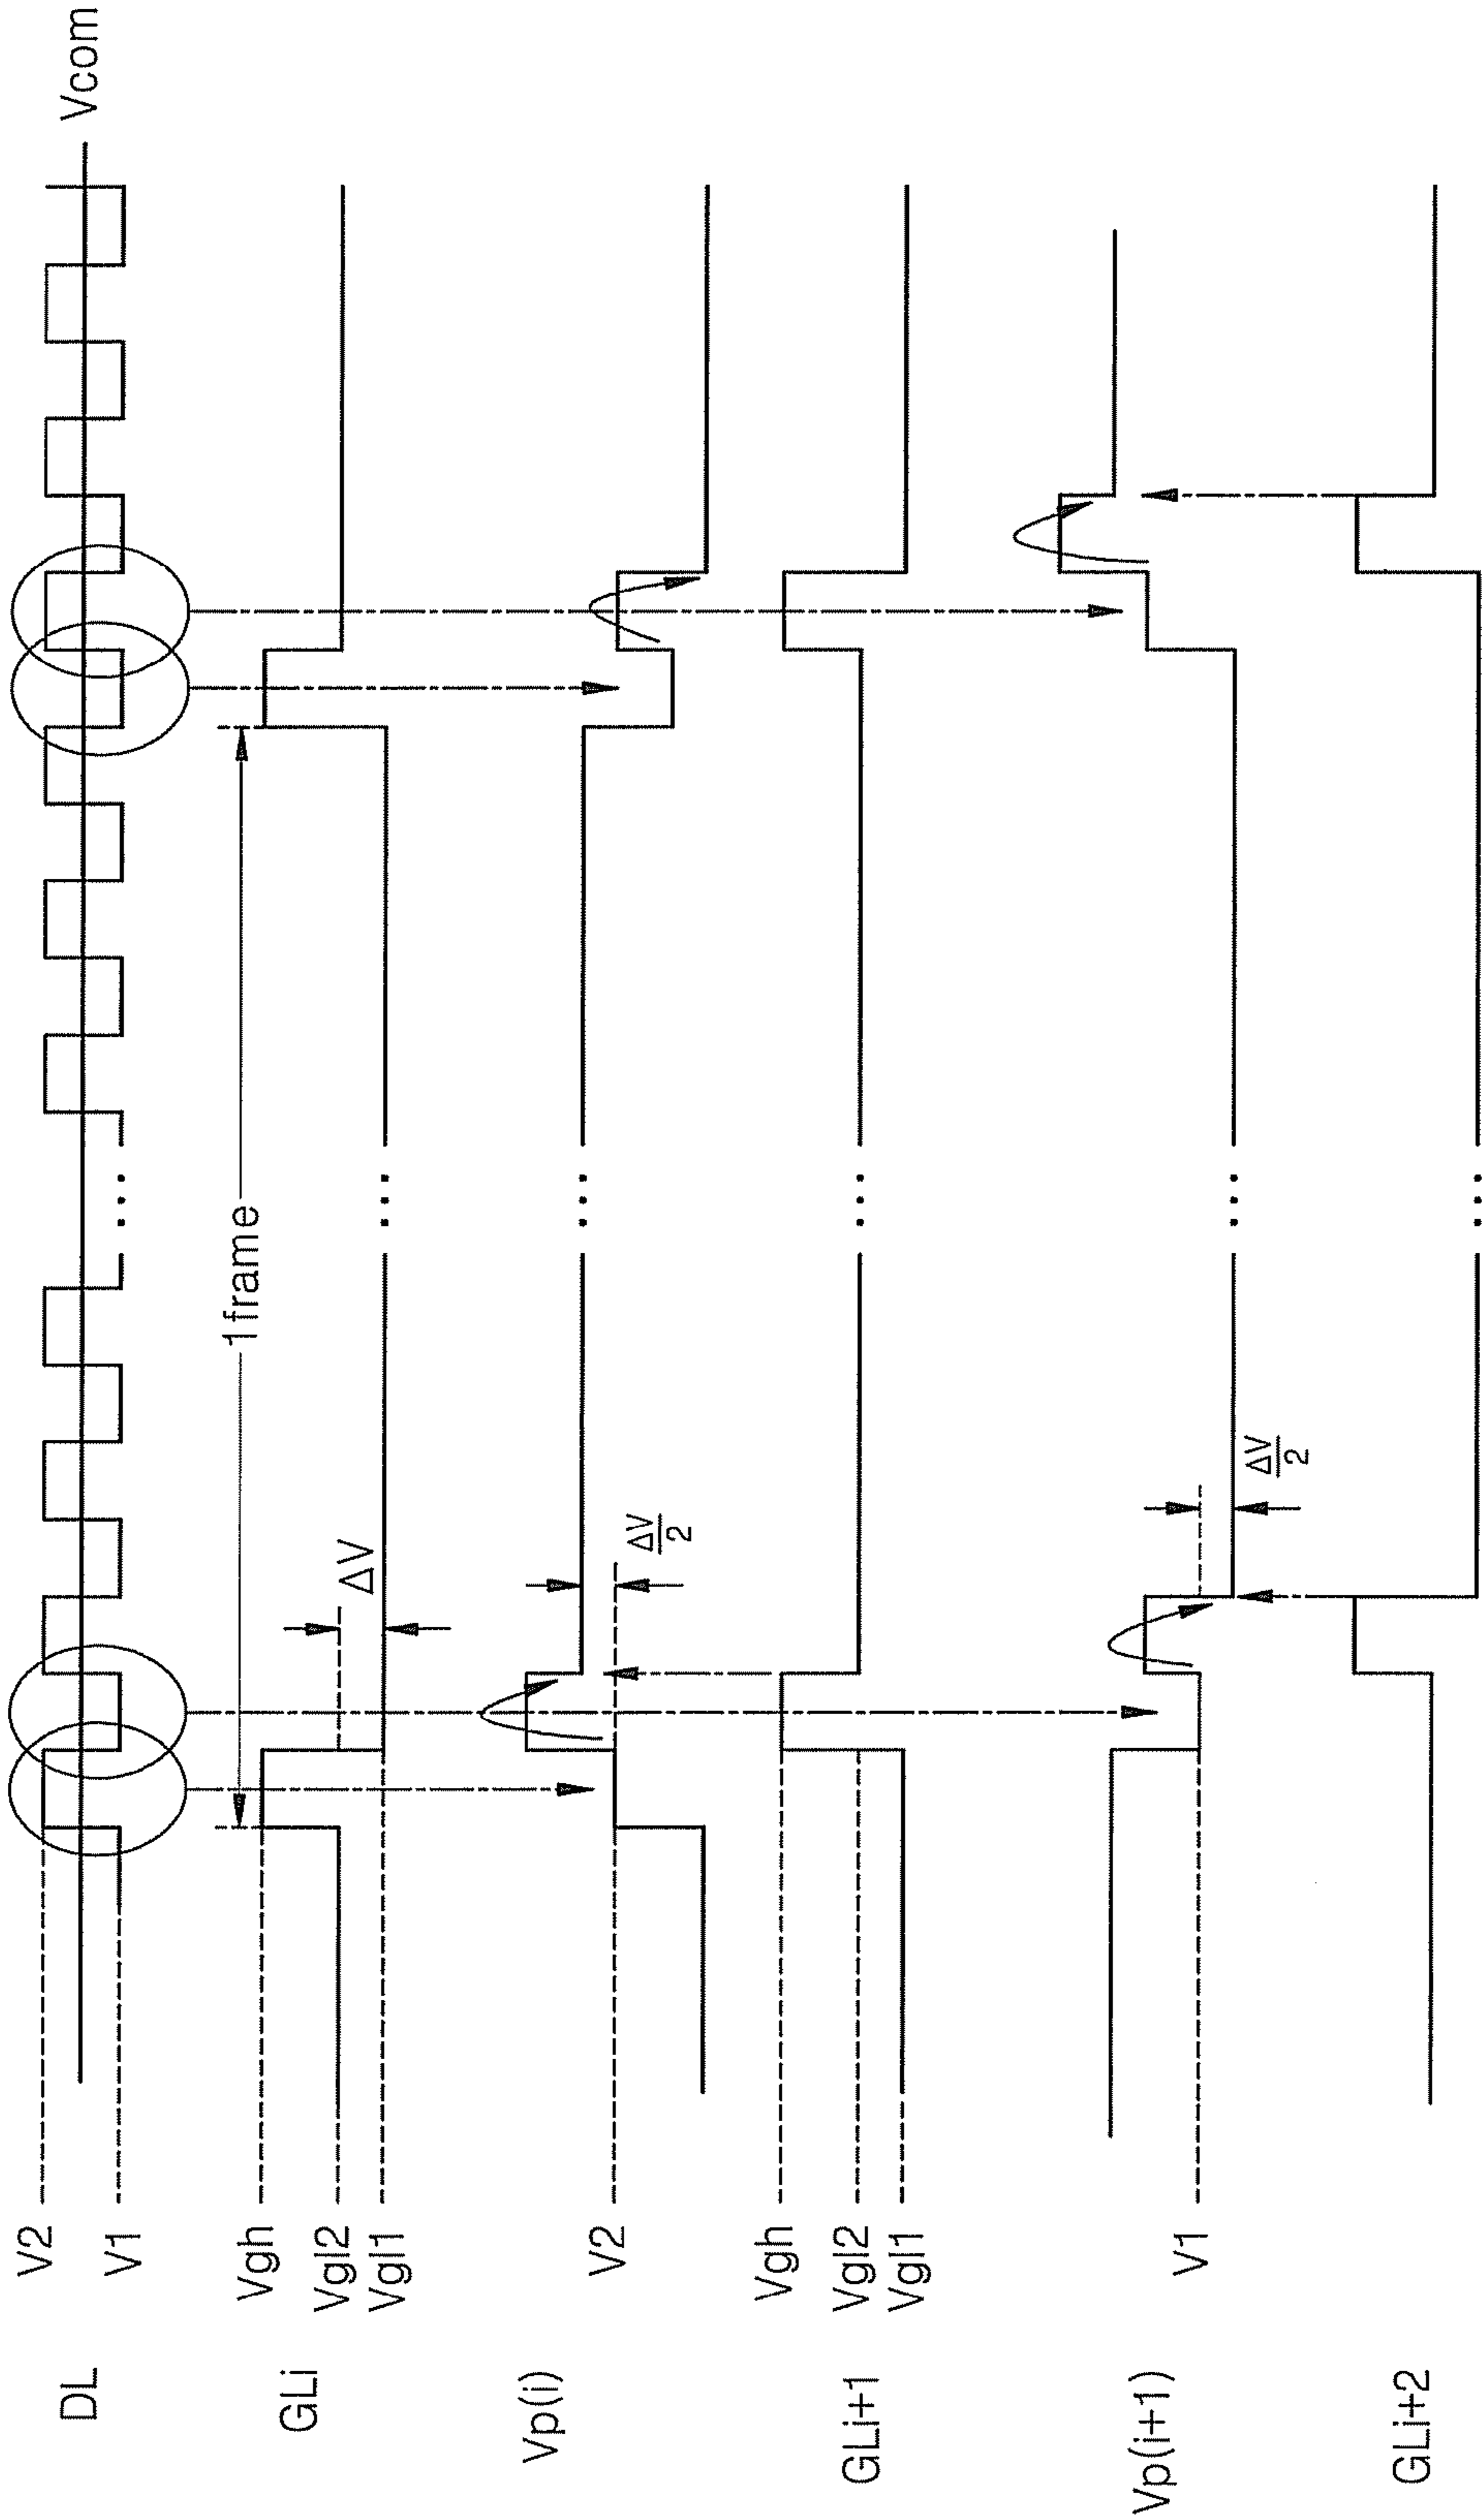 Vcom
V2
DL
V1
1frame
Vgh
GLi
Vgl2
Vgl1
ΔV
Vp(i)
V2
ΔV/2
Vgh
GLi+1
Vgl2
Vgl1
Vp(i+1)
V1
ΔV/2
GLi+2